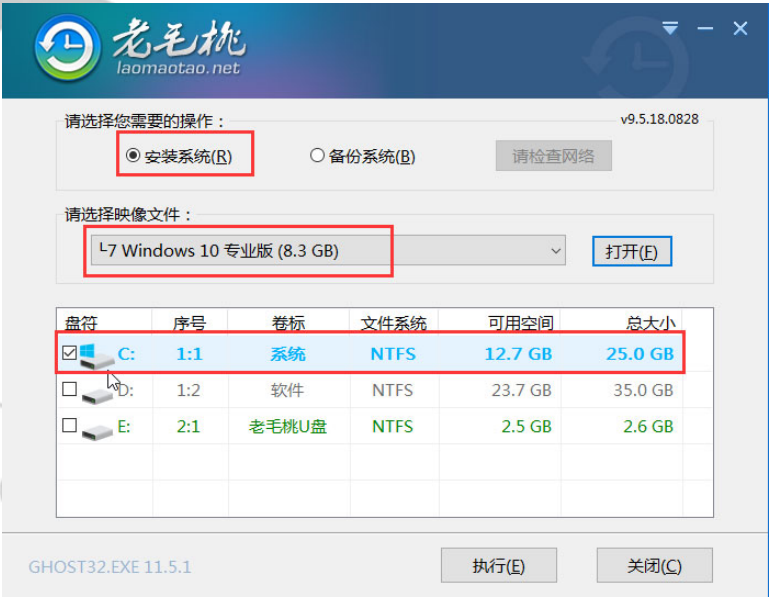 老毛桃
laomaotao.net
请选择您需要的操作：
v9.5.18.0828
安装系统(R) 备份系统(B) 请检查网络
请选择映像文件：
└7 Windows 10 专业版 (8.3 GB) 打开(F)
盘符 序号 卷标 文件系统 可用空间 总大小
C: 1:1 系统 NTFS 12.7 GB 25.0 GB
D: 1:2 软件 NTFS 23.7 GB 35.0 GB
E: 2:1 老毛桃U盘 NTFS 2.5 GB 2.6 GB
GHOST32.EXE 11.5.1 执行(E) 关闭(C)